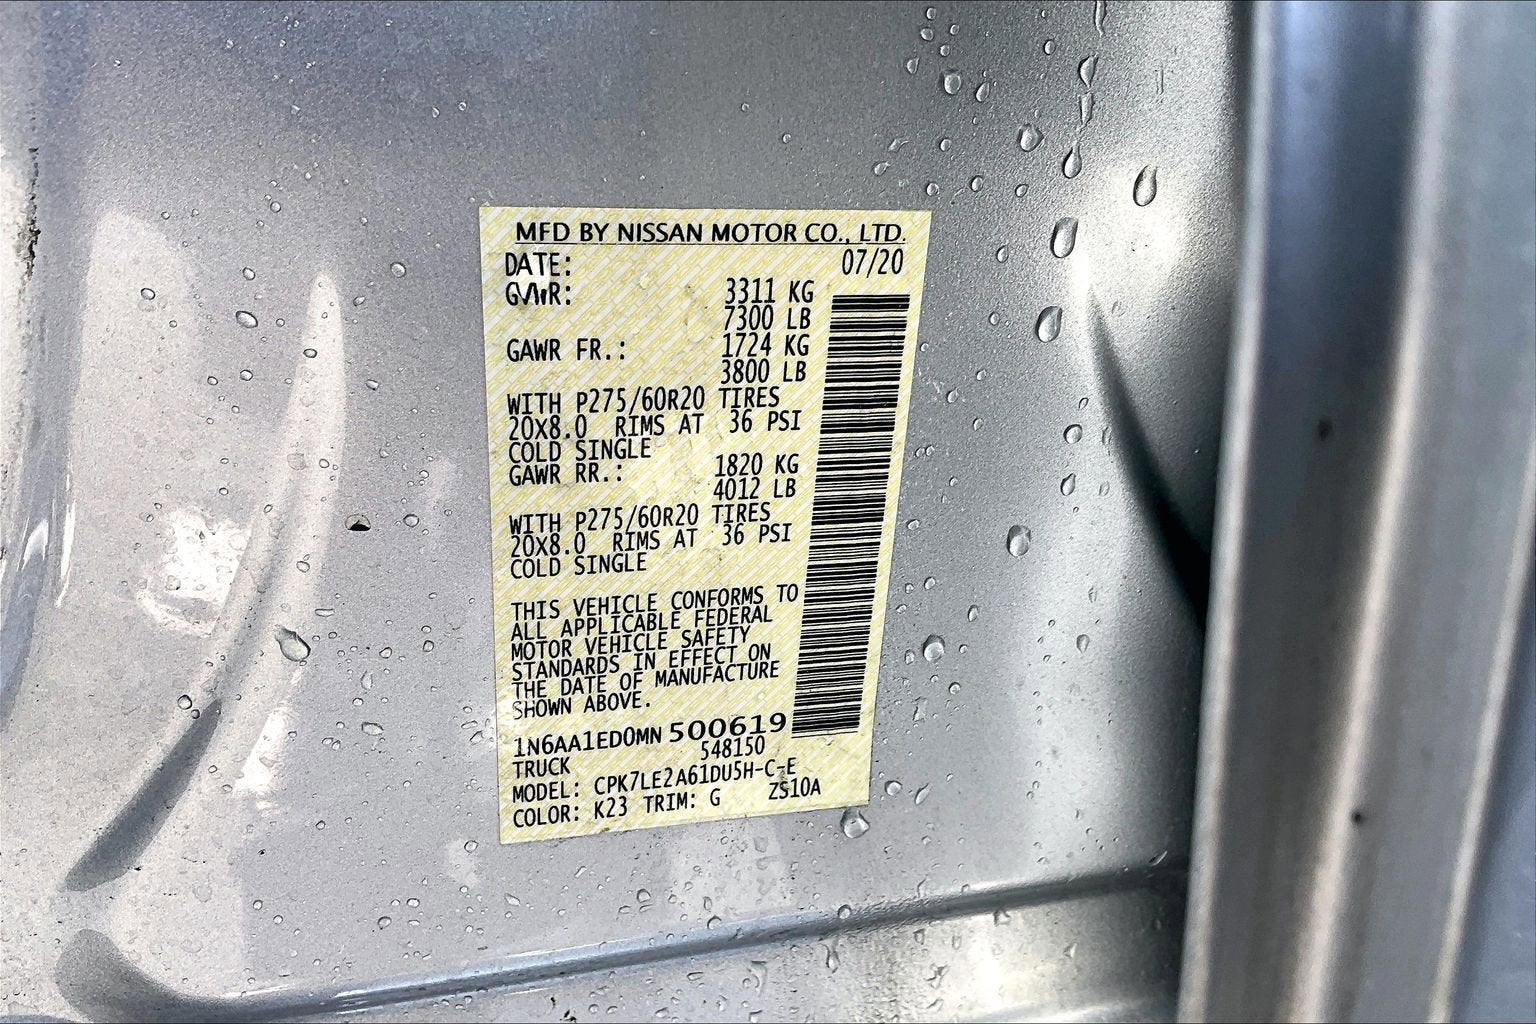 MFD BY NISSAN MOTOR CO., LTD.
DATE: 07/20
GVWR: 3311 KG
7300 LB
GAWR FR.: 1724 KG
3800 LB
WITH P275/60R20 TIRES
20X8.0 RIMS AT 36 PSI
COLD SINGLE
GAWR RR.: 1820 KG
4012 LB
WITH P275/60R20 TIRES
20X8.0 RIMS AT 36 PSI
COLD SINGLE
THIS VEHICLE CONFORMS TO
ALL APPLICABLE FEDERAL
MOTOR VEHICLE SAFETY
STANDARDS IN EFFECT ON
THE DATE OF MANUFACTURE
SHOWN ABOVE.
1N6AA1ED0MN 500619
548150
TRUCK
MODEL: CPK7LE2A61DU5H-C-E
COLOR: K23 TRIM: G ZS10A